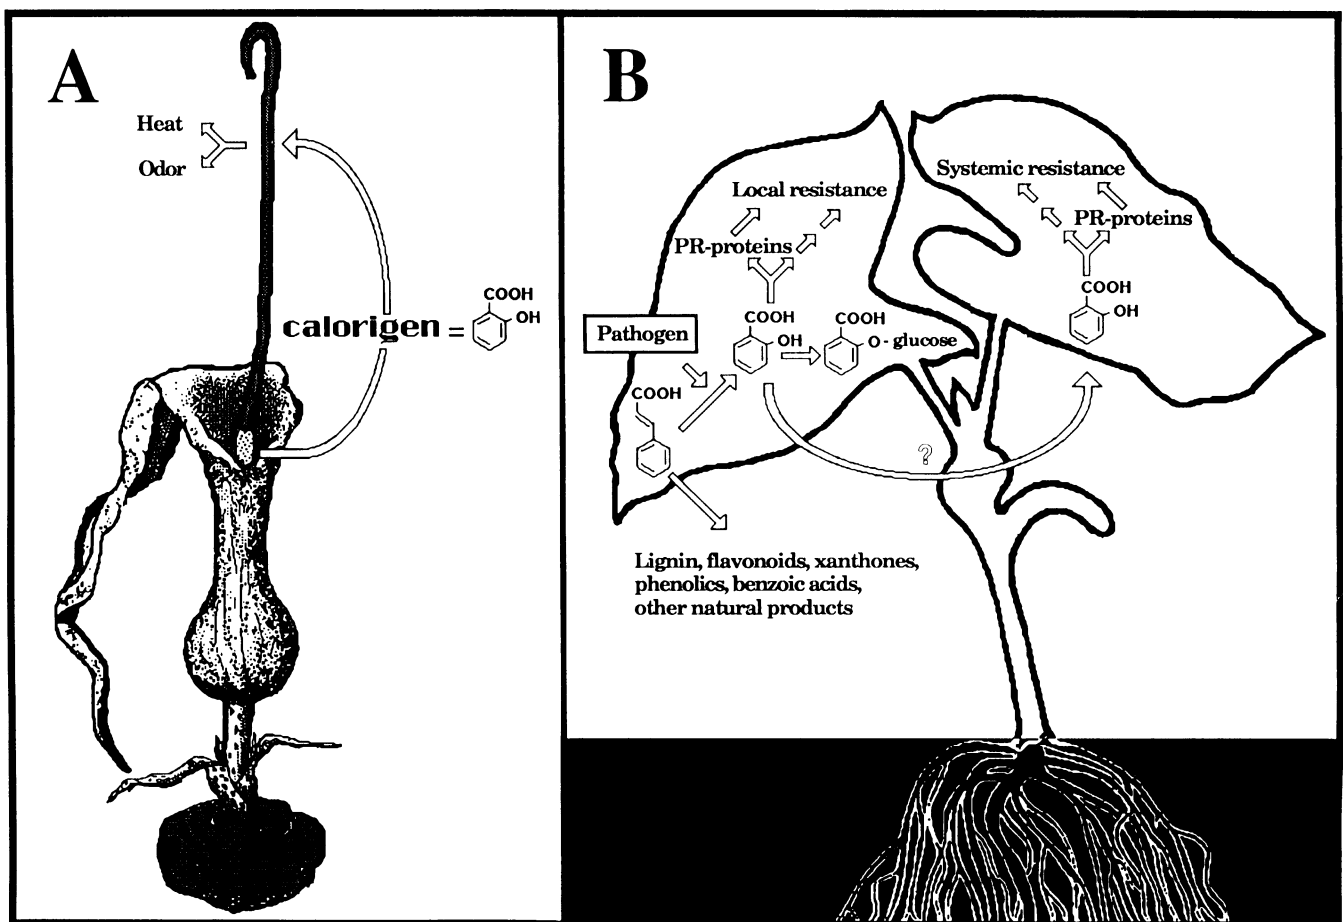 A
Heat
Odor
calorigen =
COOH
OH
B
Local resistance
PR-proteins
Pathogen
COOH
OH
COOH
O - glucose
COOH
Systemic resistance
PR-proteins
COOH
OH
?
Lignin, flavonoids, xanthones,
phenolics, benzoic acids,
other natural products